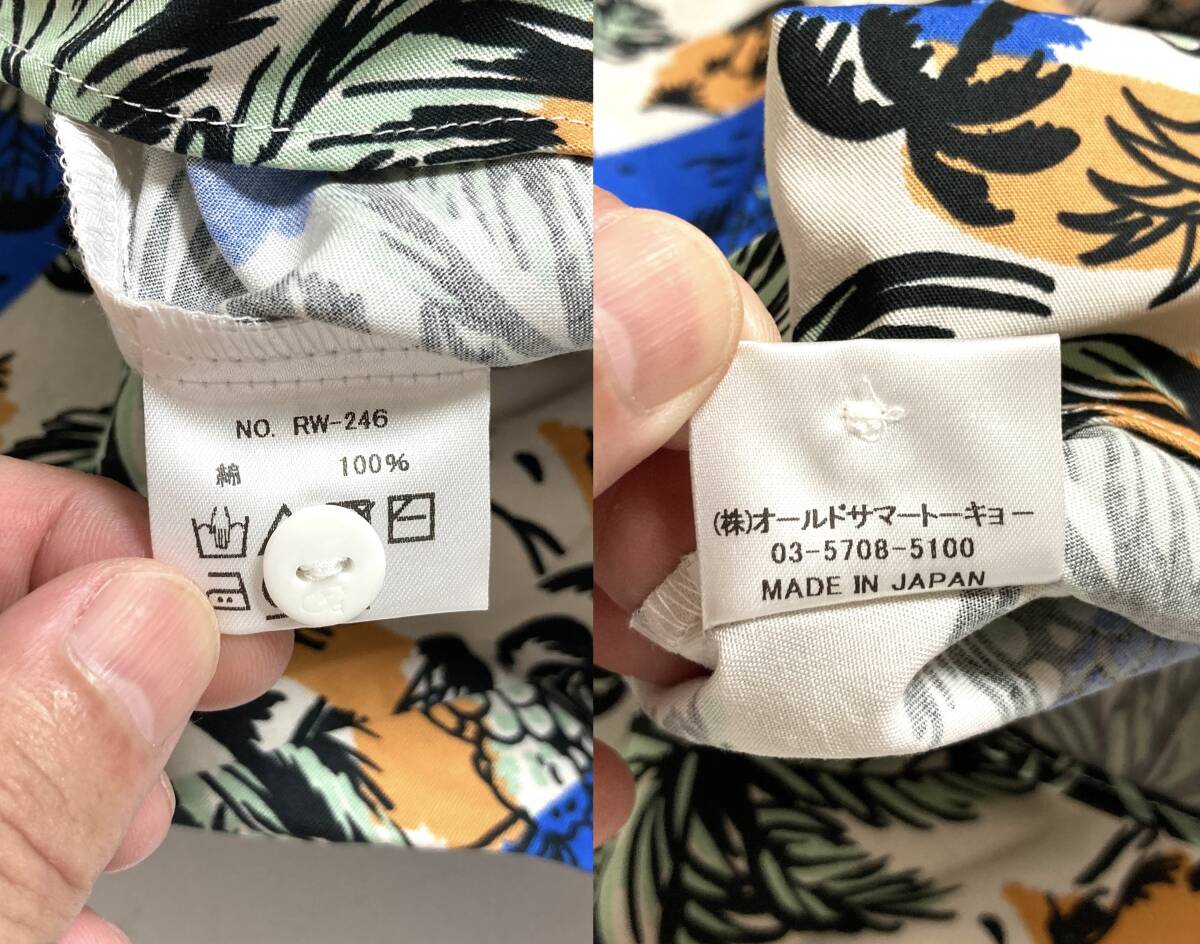 NO. RW-246
綿 100%
(株)オールドサマートーキョー
03-5708-5100
MADE IN JAPAN